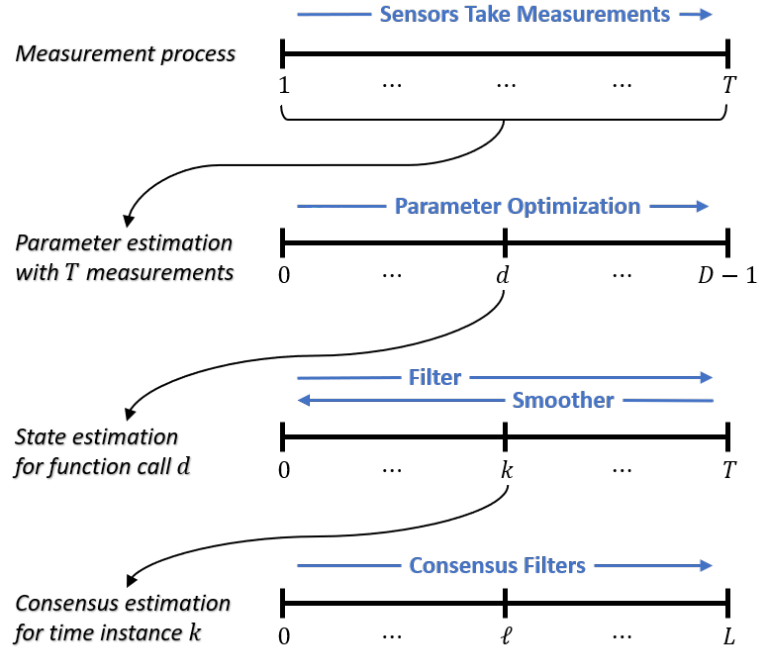 Sensors Take Measurements
Measurement process
1 ... ... ... T
Parameter Optimization
Parameter estimation
with T measurements
0 ... d ... D − 1
Filter
Smoother
State estimation
for function call d
0 ... k ... T
Consensus Filters
Consensus estimation
for time instance k
0 ... ℓ ... L